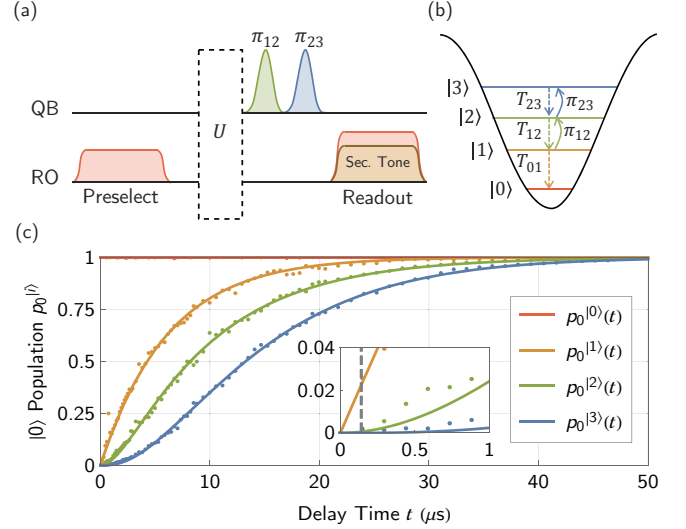 (a)
π₁₂
π₂₃
QB
U
RO
Sec. Tone
Preselect
Readout
(b)
|3⟩
T₂₃
π₂₃
|2⟩
T₁₂
π₁₂
|1⟩
T₀₁
|0⟩
(c)
|0⟩ Population p₀^|i⟩
1
0.75
0.5
0.25
0
0
10
20
30
40
50
Delay Time t (μs)
0.04
0.02
0
0
0.5
1
p₀^|0⟩(t)
p₀^|1⟩(t)
p₀^|2⟩(t)
p₀^|3⟩(t)